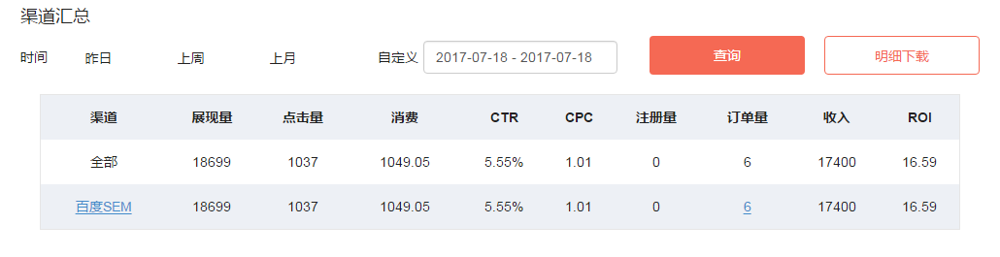 渠道汇总
时间 昨日 上周 上月 自定义 2017-07-18 - 2017-07-18 查询 明细下载
渠道 展现量 点击量 消费 CTR CPC 注册量 订单量 收入 ROI
全部 18699 1037 1049.05 5.55% 1.01 0 6 17400 16.59
百度SEM 18699 1037 1049.05 5.55% 1.01 0 6 17400 16.59